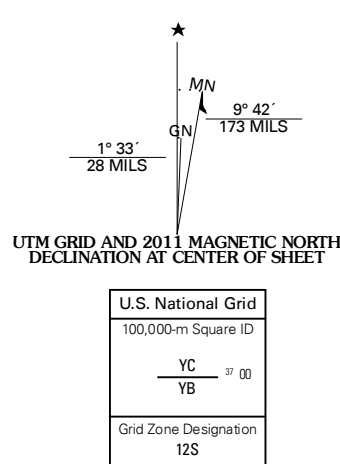 ★
MN
9° 42´
173 MILS
GN
1° 33´
28 MILS
UTM GRID AND 2011 MAGNETIC NORTH
DECLINATION AT CENTER OF SHEET
U.S. National Grid
100,000-m Square ID
YC
37 00
YB
Grid Zone Designation
12S